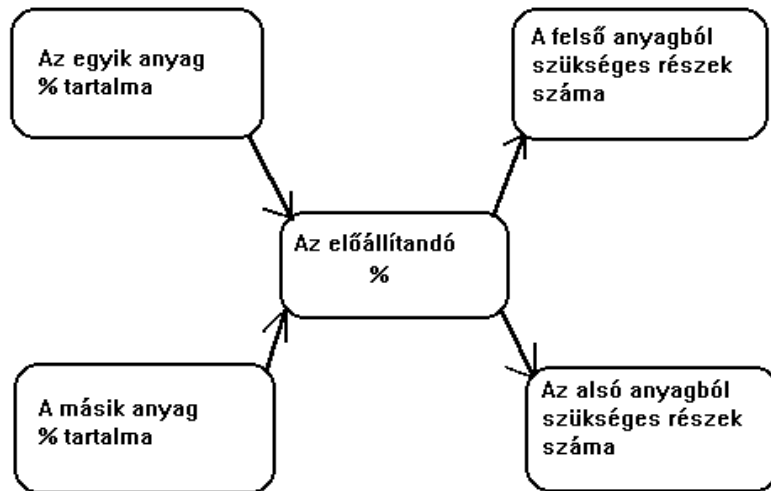 Az egyik anyag
% tartalma
A felső anyagból
szükséges részek
száma
Az előállítandó
%
A másik anyag
% tartalma
Az alsó anyagból
szükséges részek
száma